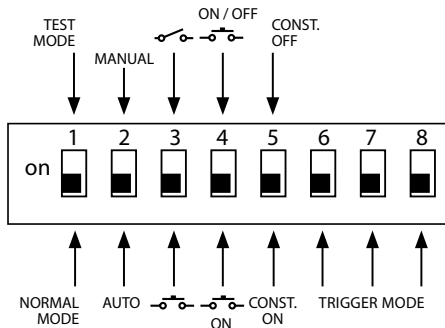 TEST
MODE
MANUAL
ON / OFF
CONST.
OFF
1 2 3 4 5 6 7 8
on
NORMAL
MODE
AUTO
ON
CONST.
ON
TRIGGER MODE